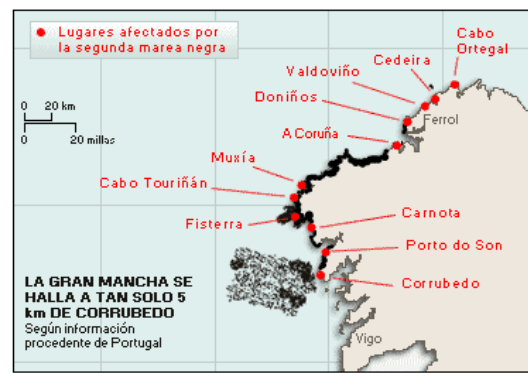 Lugares afectados por
la segunda marea negra
Cabo
Ortegal
Cedeira
Valdoviño
Doniños
Ferrol
A Coruña
0 20 km
0 20 millas
Muxía
Cabo Touriñán
Fisterra
Carnota
Porto do Son
Corrubedo
LA GRAN MANCHA SE
HALLA A TAN SOLO 5
km DE CORRUBEDO
Según información
procedente de Portugal
Vigo